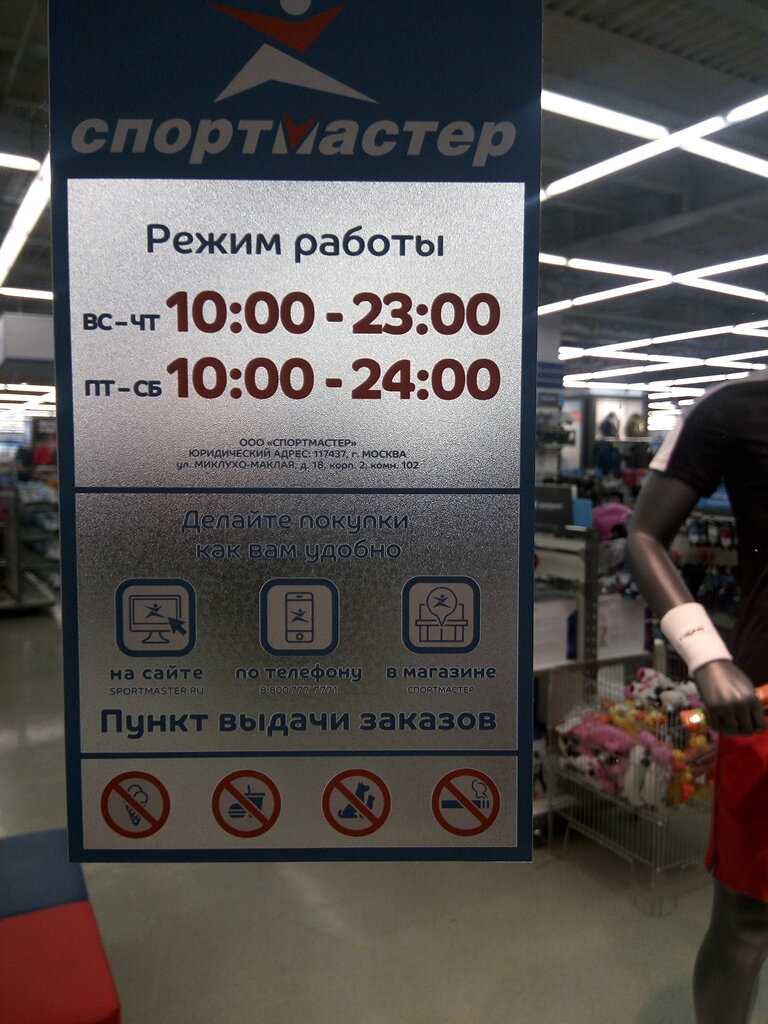 спортмастер
Режим работы
ВС-ЧТ 10:00 - 23:00
ПТ-СБ 10:00 - 24:00
ООО «СПОРТМАСТЕР»
ЮРИДИЧЕСКИЙ АДРЕС: 117437, г. МОСКВА
ул. МИКЛУХО-МАКЛАЯ, д. 18, корп. 2, комн. 102
Делайте покупки
как вам удобно
на сайте по телефону в магазине
SPORTMASTER.RU 8 800 777 7771 СПОРТМАСТЕР
Пункт выдачи заказов